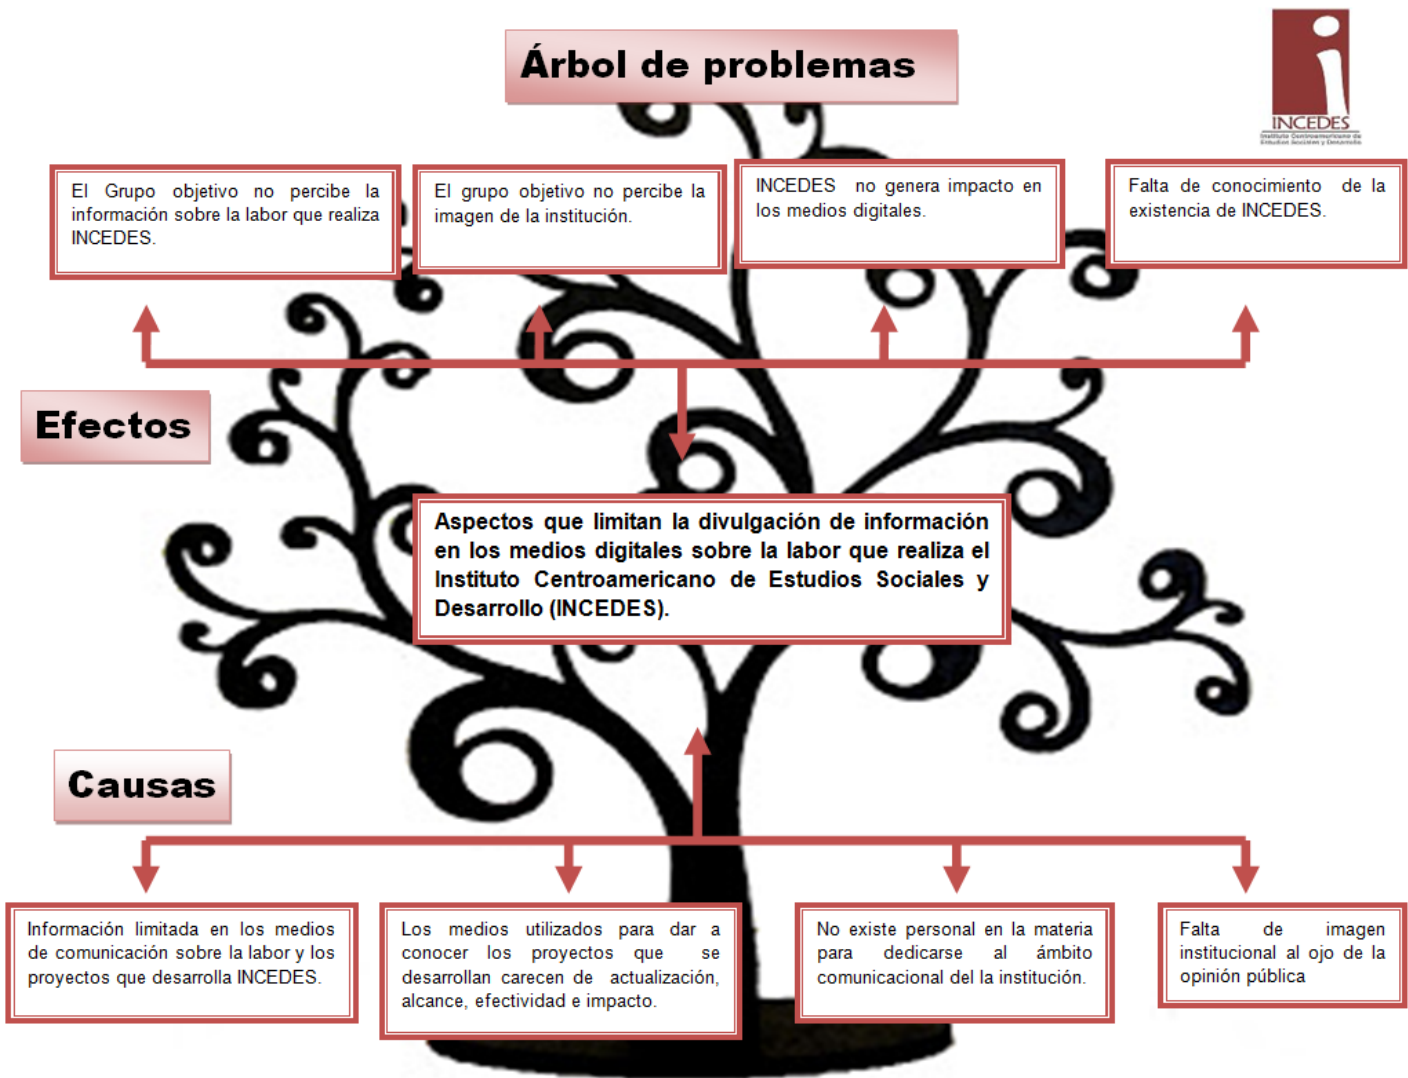 Árbol de problemas
INCEDES
Instituto Centroamericano de
Estudios Sociales y Desarrollo
El Grupo objetivo no percibe la
información sobre la labor que realiza
INCEDES.
El grupo objetivo no percibe la
imagen de la institución.
INCEDES no genera impacto en
los medios digitales.
Falta de conocimiento de la
existencia de INCEDES.
Efectos
Aspectos que limitan la divulgación de información
en los medios digitales sobre la labor que realiza el
Instituto Centroamericano de Estudios Sociales y
Desarrollo (INCEDES).
Causas
Información limitada en los medios
de comunicación sobre la labor y los
proyectos que desarrolla INCEDES.
Los medios utilizados para dar a
conocer los proyectos que se
desarrollan carecen de actualización,
alcance, efectividad e impacto.
No existe personal en la materia
para dedicarse al ámbito
comunicacional del la institución.
Falta de imagen
institucional al ojo de la
opinión pública